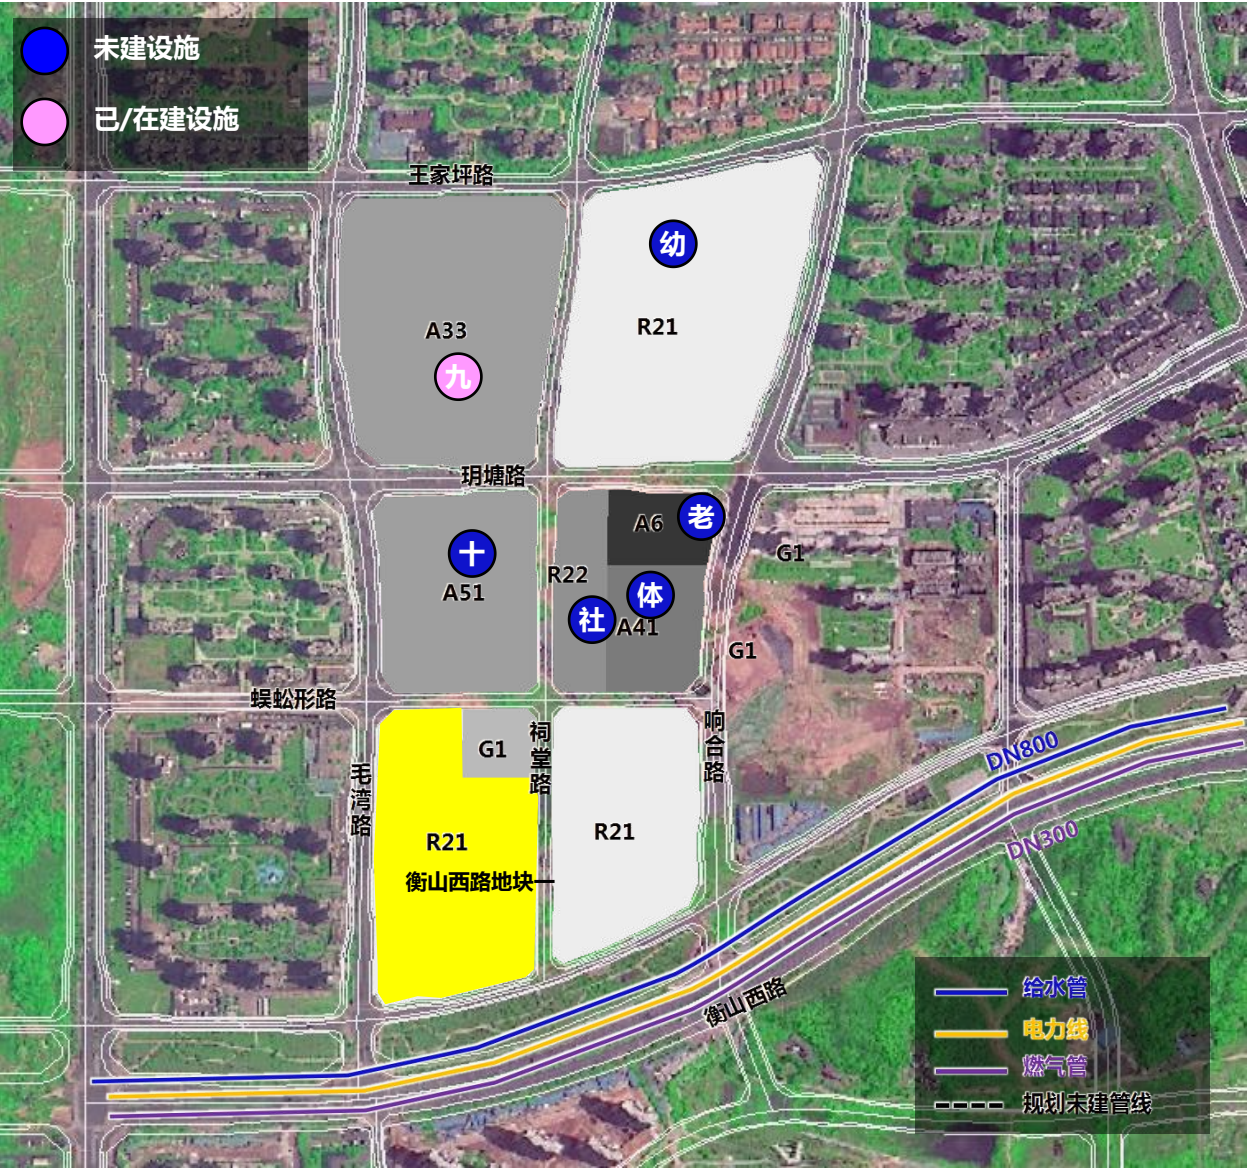 未建设施
已/在建设施
王家坪路
幼
R21
A33
九
玥塘路
A6
老
十
A51
R22
体
社
A41
G1
G1
蜈蚣形路
G1
祠堂路
响合路
毛湾路
R21
R21
衡山西路地块一
DN800
DN300
衡山西路
给水管
电力线
燃气管
规划未建管线